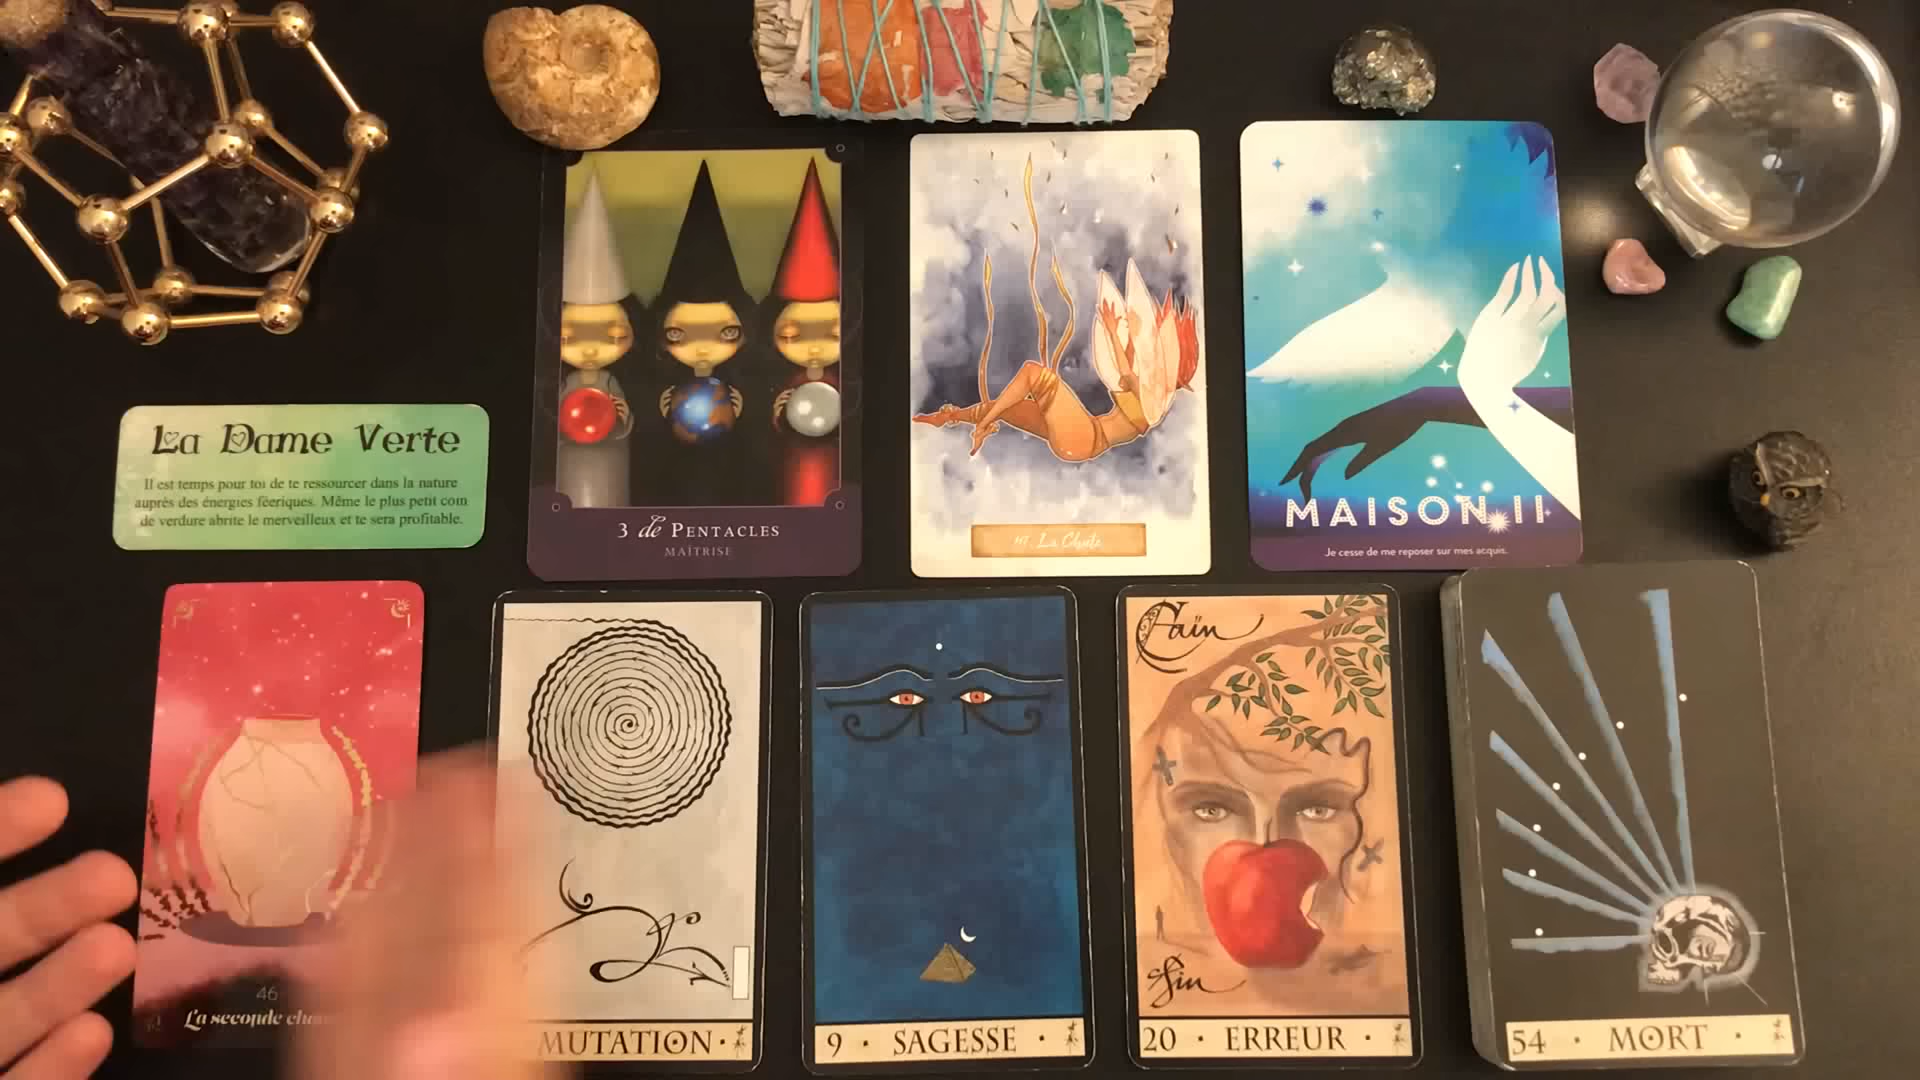 La Dame Verte
Il est temps pour toi de te ressourcer dans la nature
auprès des énergies féeriques. Même le plus petit coin
de verdure abrite le merveilleux et te sera profitable.
3 de PENTACLES
MAÎTRISE
La Chute
MAISON II
Je cesse de me reposer sur mes acquis.
46
La seconde
MUTATION ·
9 · SAGESSE ·
Caïn
Fin
20 · ERREUR ·
54 · MORT ·